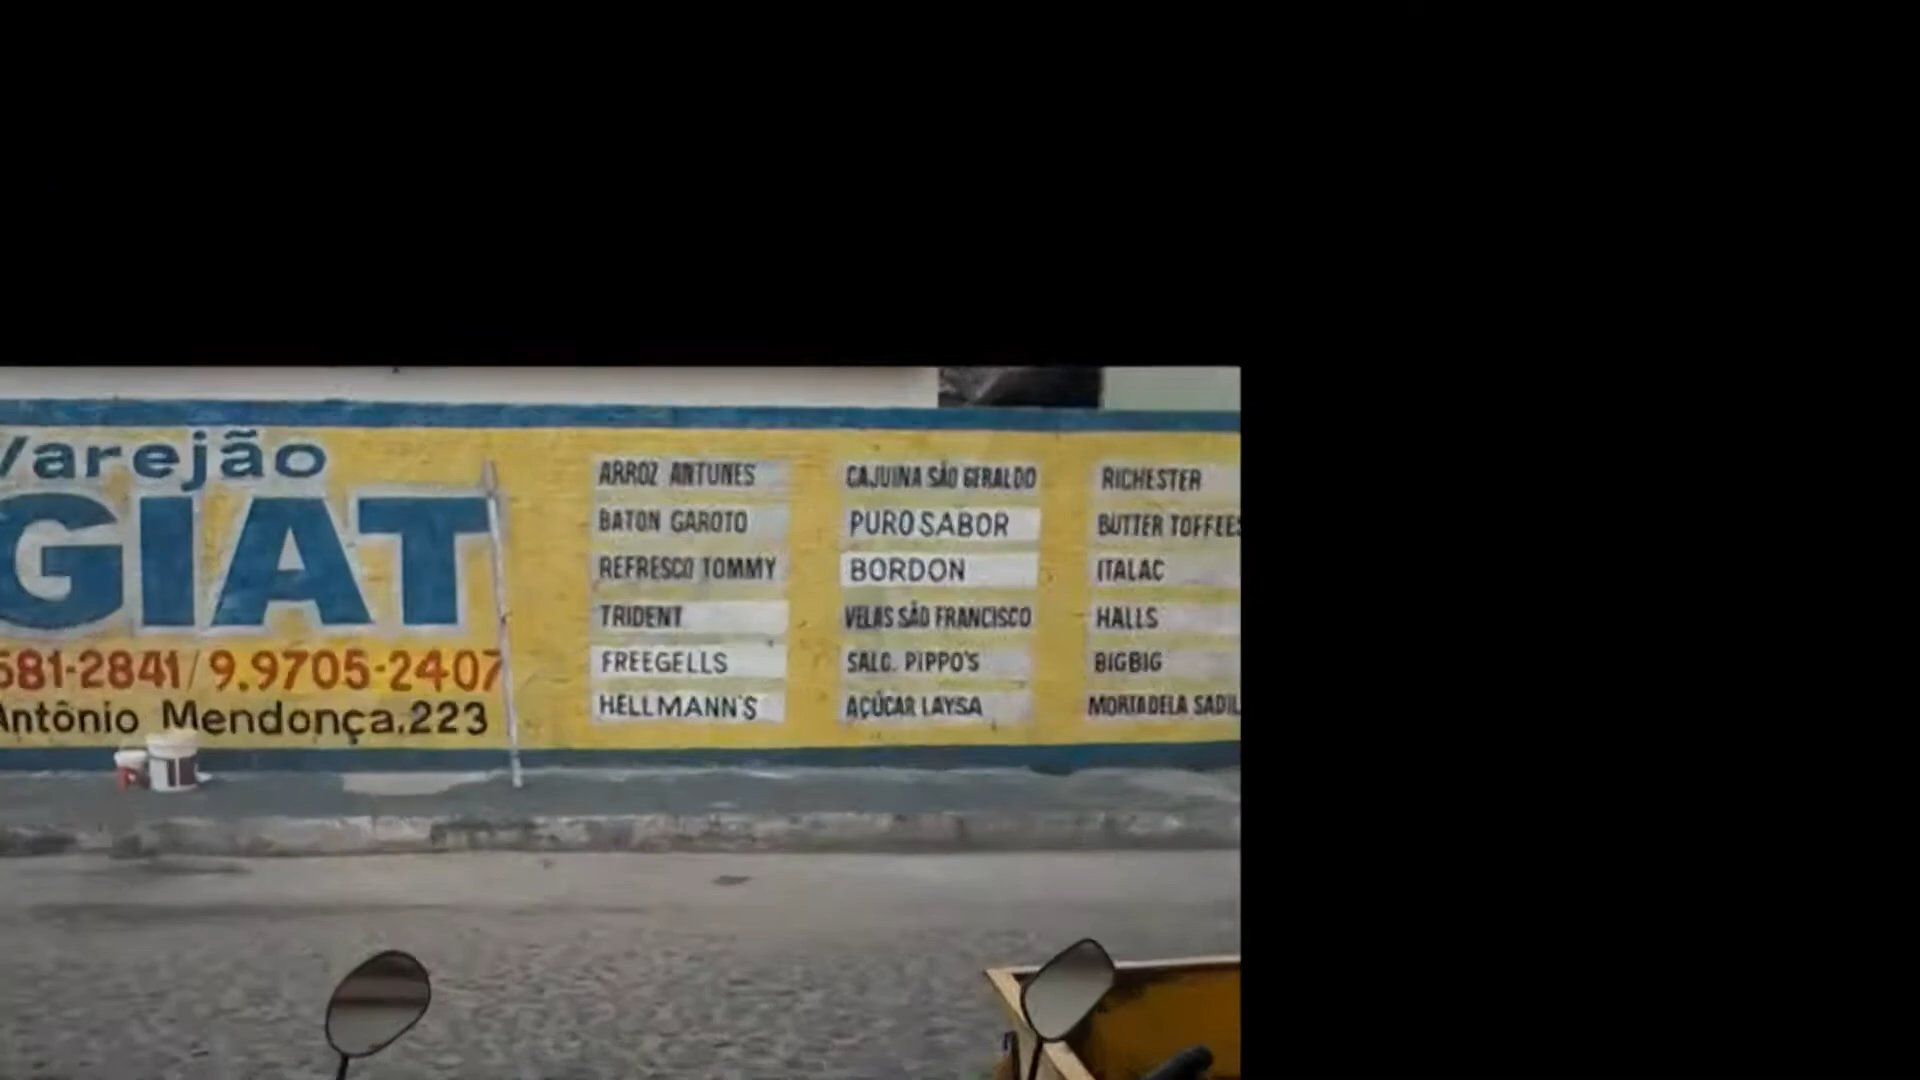 Varejão
GIAT
581-2841/9.9705-2407
Antônio Mendonça.223
ARROZ ANTUNES
BATON GAROTO
REFRESCO TOMMY
TRIDENT
FREEGELLS
HELLMANN'S
CAJUINA SÃO GERALDO
PURO SABOR
BORDON
VELAS SÃO FRANCISCO
SALC. PIPPO'S
AÇÚCAR LAYSA
RICHESTER
BUTTER TOFFEES
ITALAC
HALLS
BIGBIG
MORTADELA